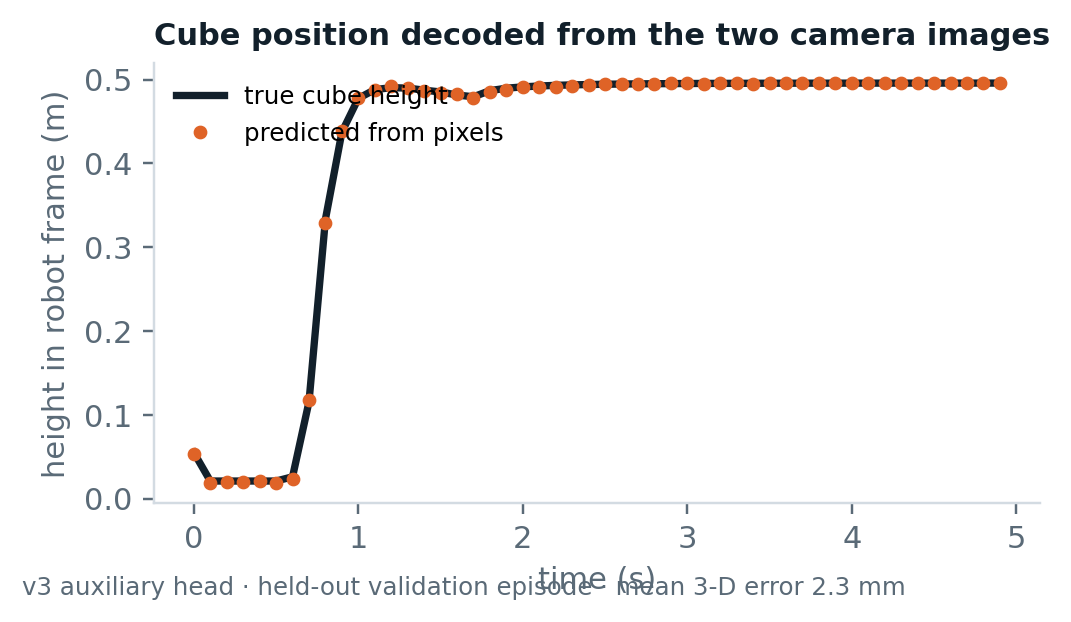 Cube position decoded from the two camera images
height in robot frame (m)
0.5
0.4
0.3
0.2
0.1
0.0
true cube height
predicted from pixels
0 1 2 3 4 5
time (s)
v3 auxiliary head · held-out validation episode · mean 3-D error 2.3 mm